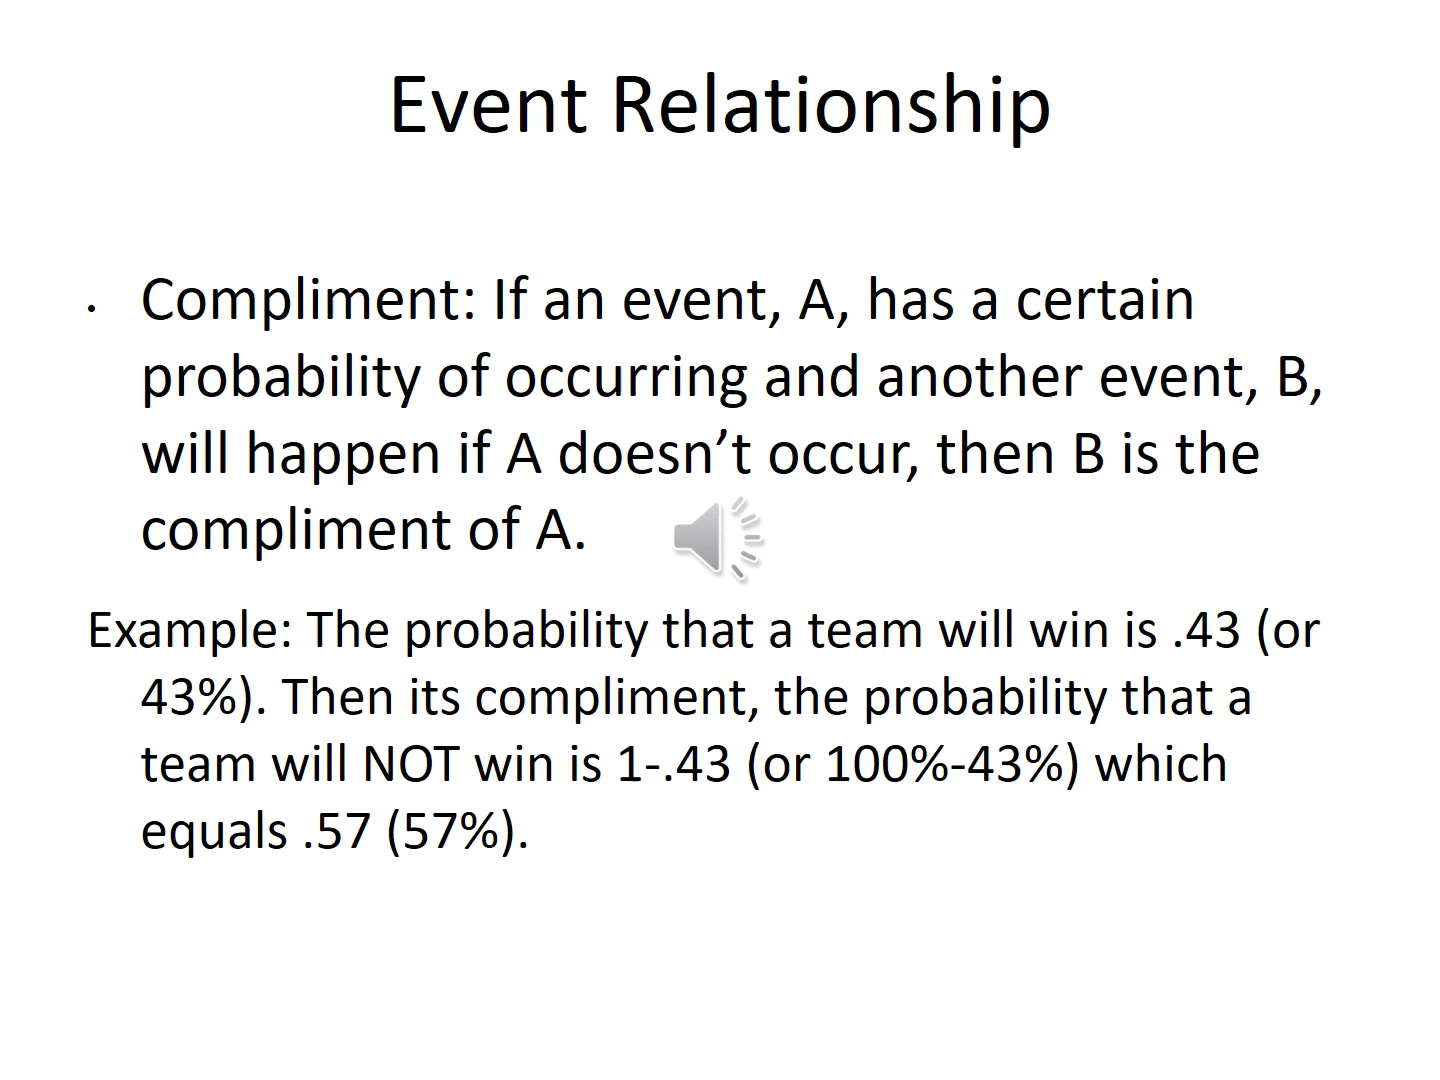 Event Relationship
• Compliment: If an event, A, has a certain
probability of occurring and another event, B,
will happen if A doesn’t occur, then B is the
compliment of A.
Example: The probability that a team will win is .43 (or
43%). Then its compliment, the probability that a
team will NOT win is 1-.43 (or 100%-43%) which
equals .57 (57%).